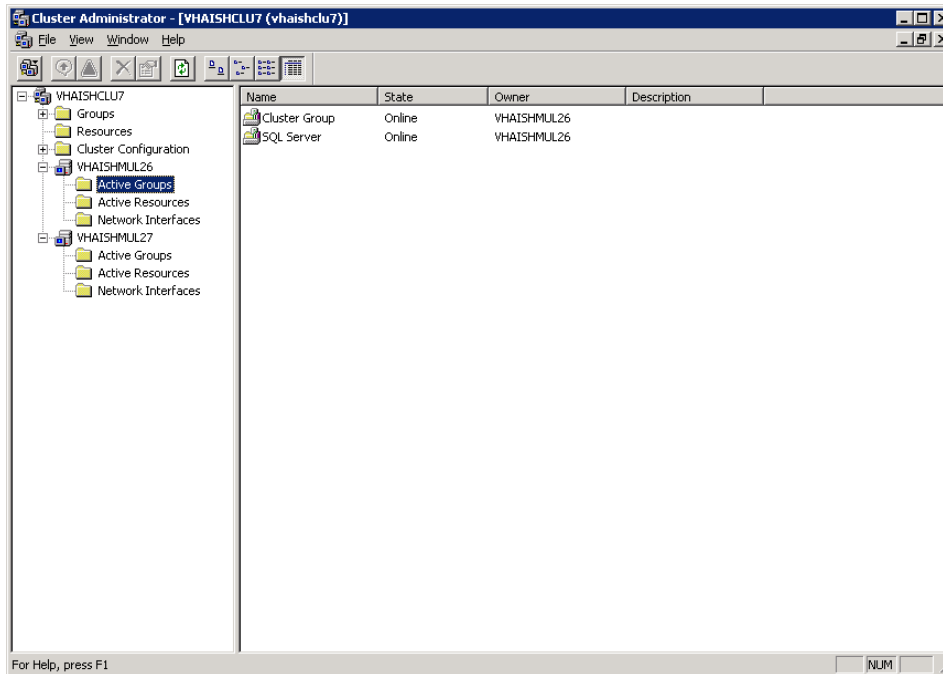 Cluster Administrator - [VHAISHCLU7 (vhaishclu7)]
File View Window Help
VHAISHCLU7
Groups
Resources
Cluster Configuration
VHAISHMUL26
Active Groups
Active Resources
Network Interfaces
VHAISHMUL27
Active Groups
Active Resources
Network Interfaces
Name State Owner Description
Cluster Group Online VHAISHMUL26
SQL Server Online VHAISHMUL26
For Help, press F1
NUM